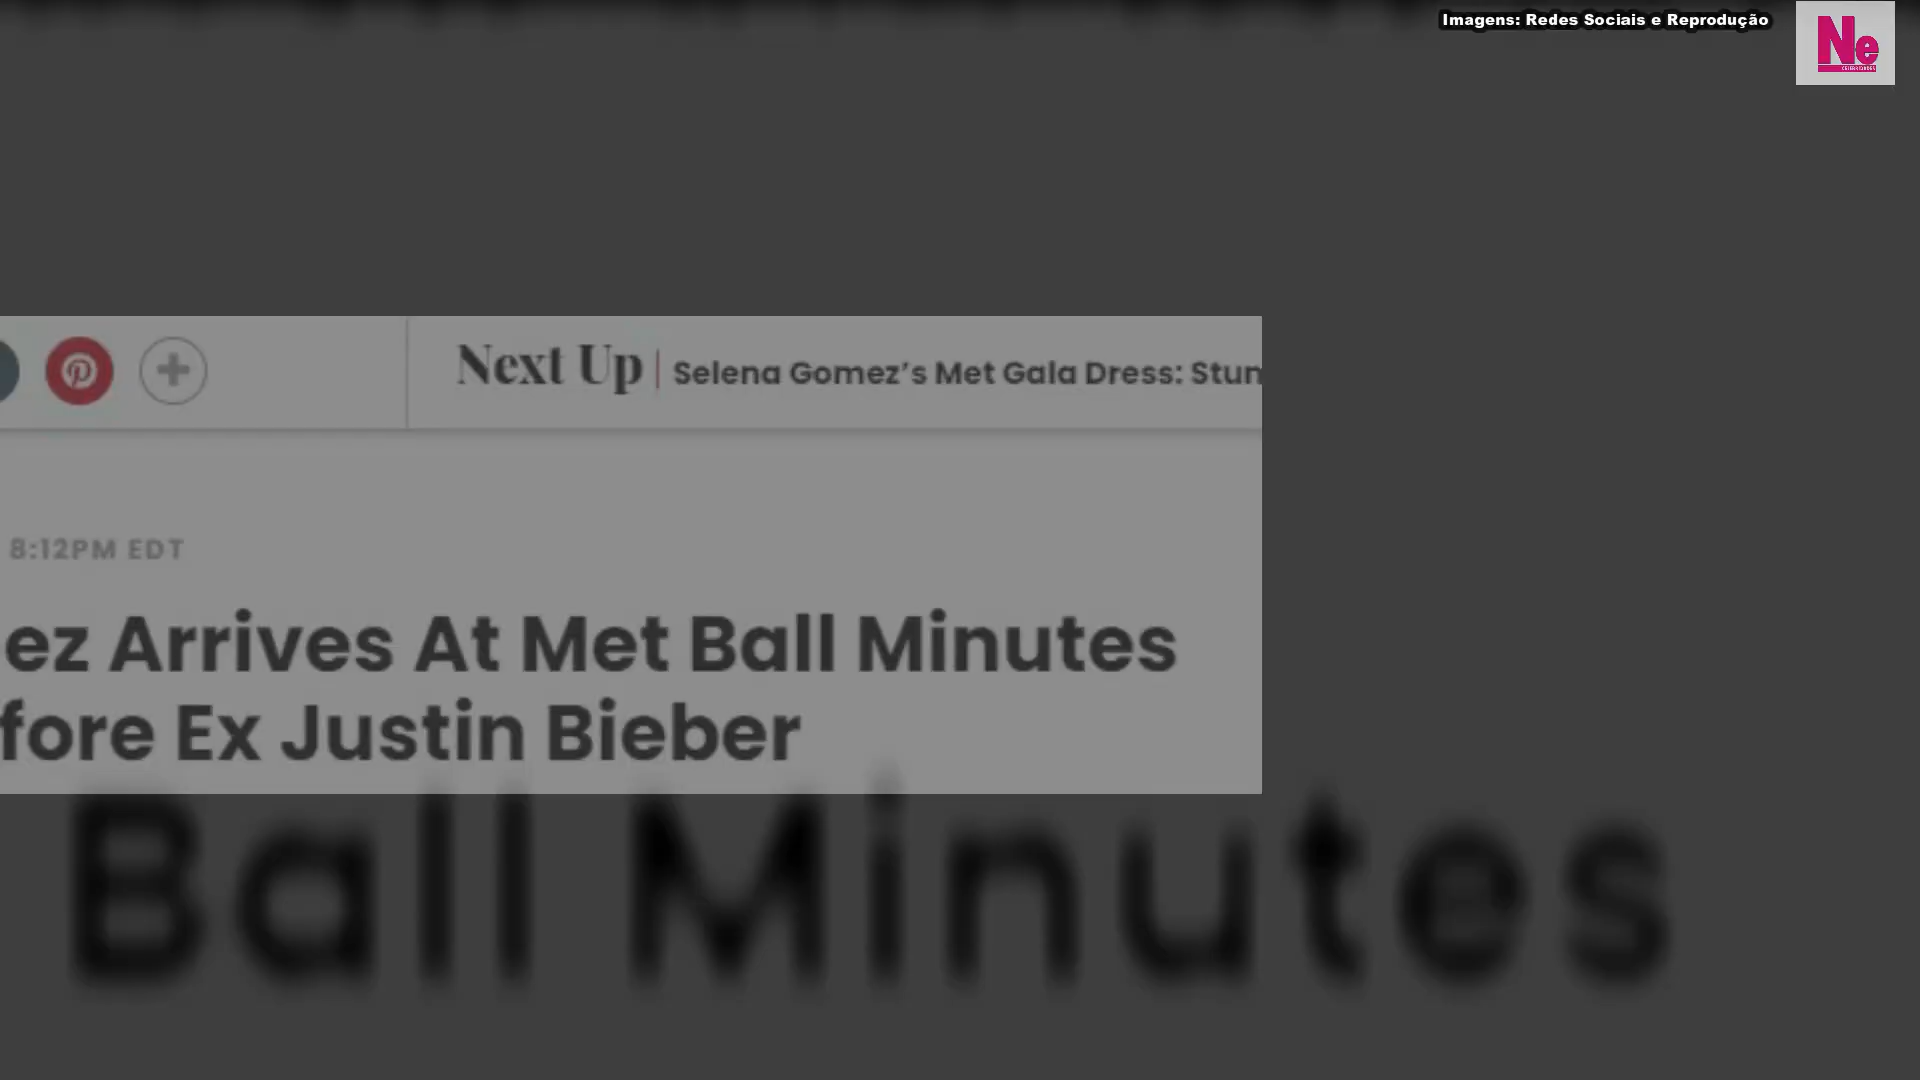 Imagens: Redes Sociais e Reprodução
Ne
CELEBRIDADES
Next Up | Selena Gomez’s Met Gala Dress: Stun
8:12PM EDT
ez Arrives At Met Ball Minutes
fore Ex Justin Bieber
Ball Minutes